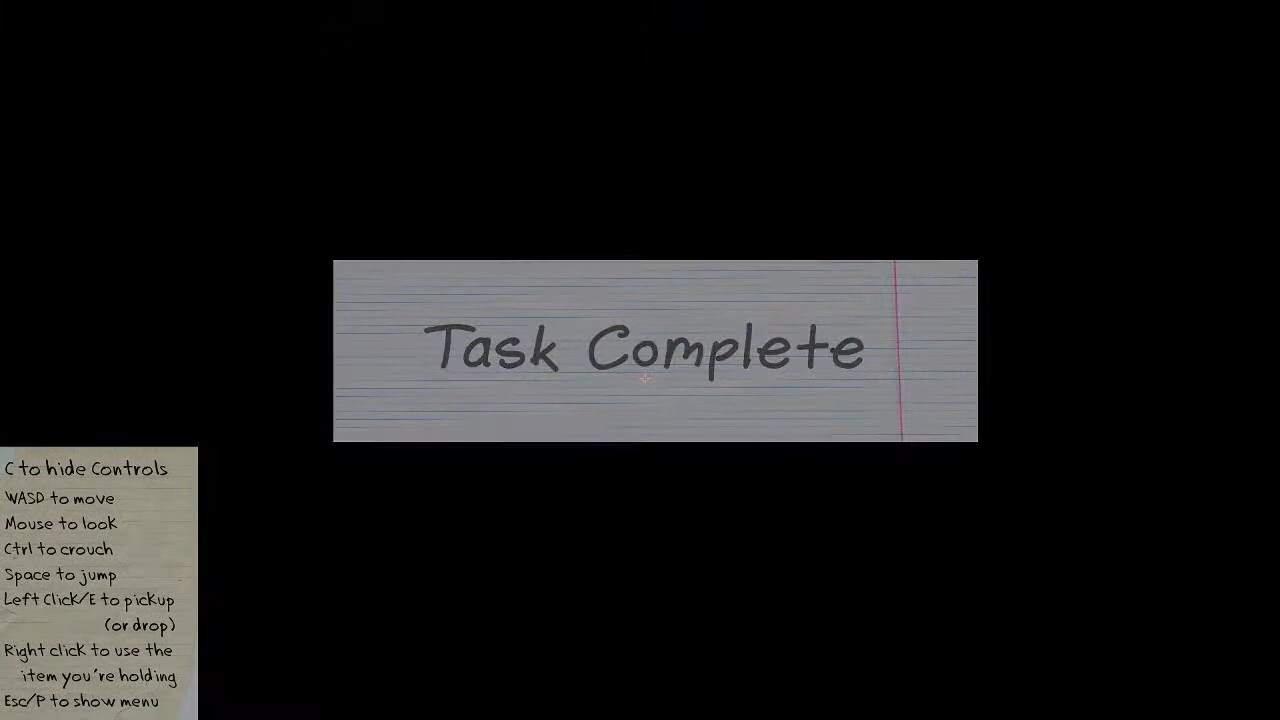 Task Complete
C to hide Controls
WASD to move
Mouse to look
Ctrl to crouch
Space to jump
Left Click/E to pickup
(or drop)
Right click to use the
item you're holding
Esc/P to show menu